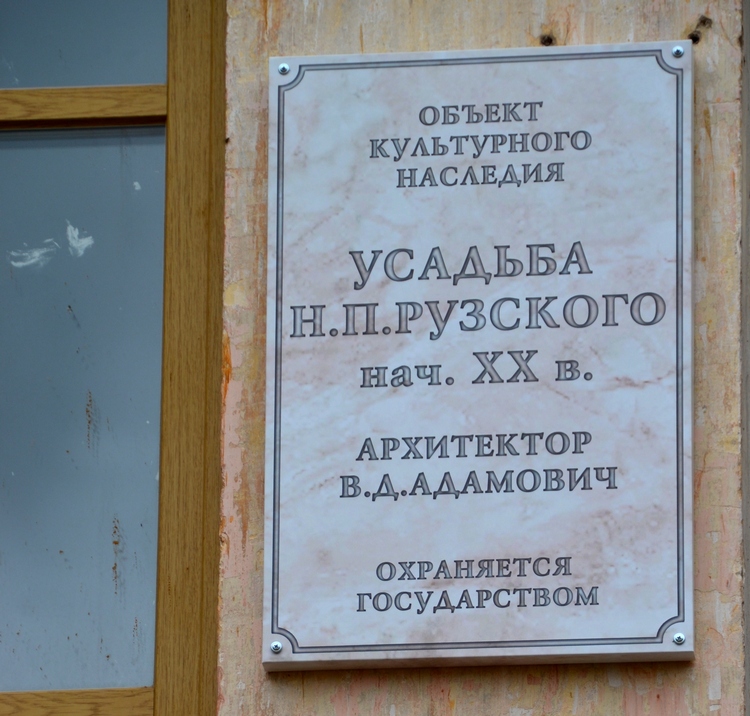 ОБЪЕКТ
КУЛЬТУРНОГО
НАСЛЕДИЯ
УСАДЬБА
Н.П.РУЗСКОГО
нач. XX в.
АРХИТЕКТОР
В.Д.АДАМОВИЧ
ОХРАНЯЕТСЯ
ГОСУДАРСТВОМ